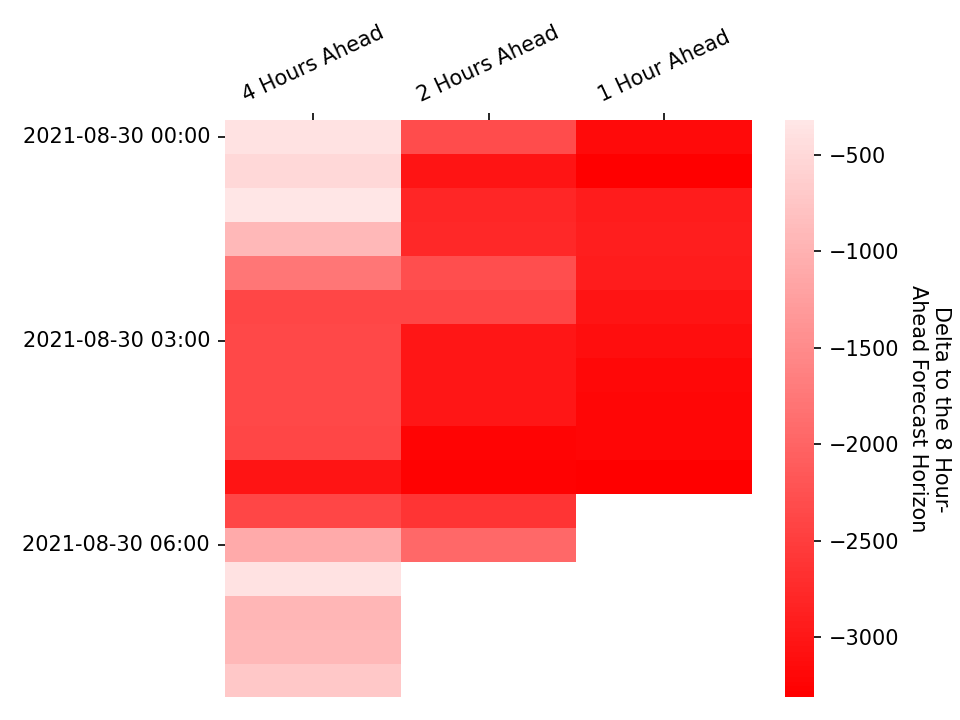 4 Hours Ahead
2 Hours Ahead
1 Hour Ahead
2021-08-30 00:00
2021-08-30 03:00
2021-08-30 06:00
−500
−1000
−1500
−2000
−2500
−3000
Delta to the 8 Hour-
Ahead Forecast Horizon